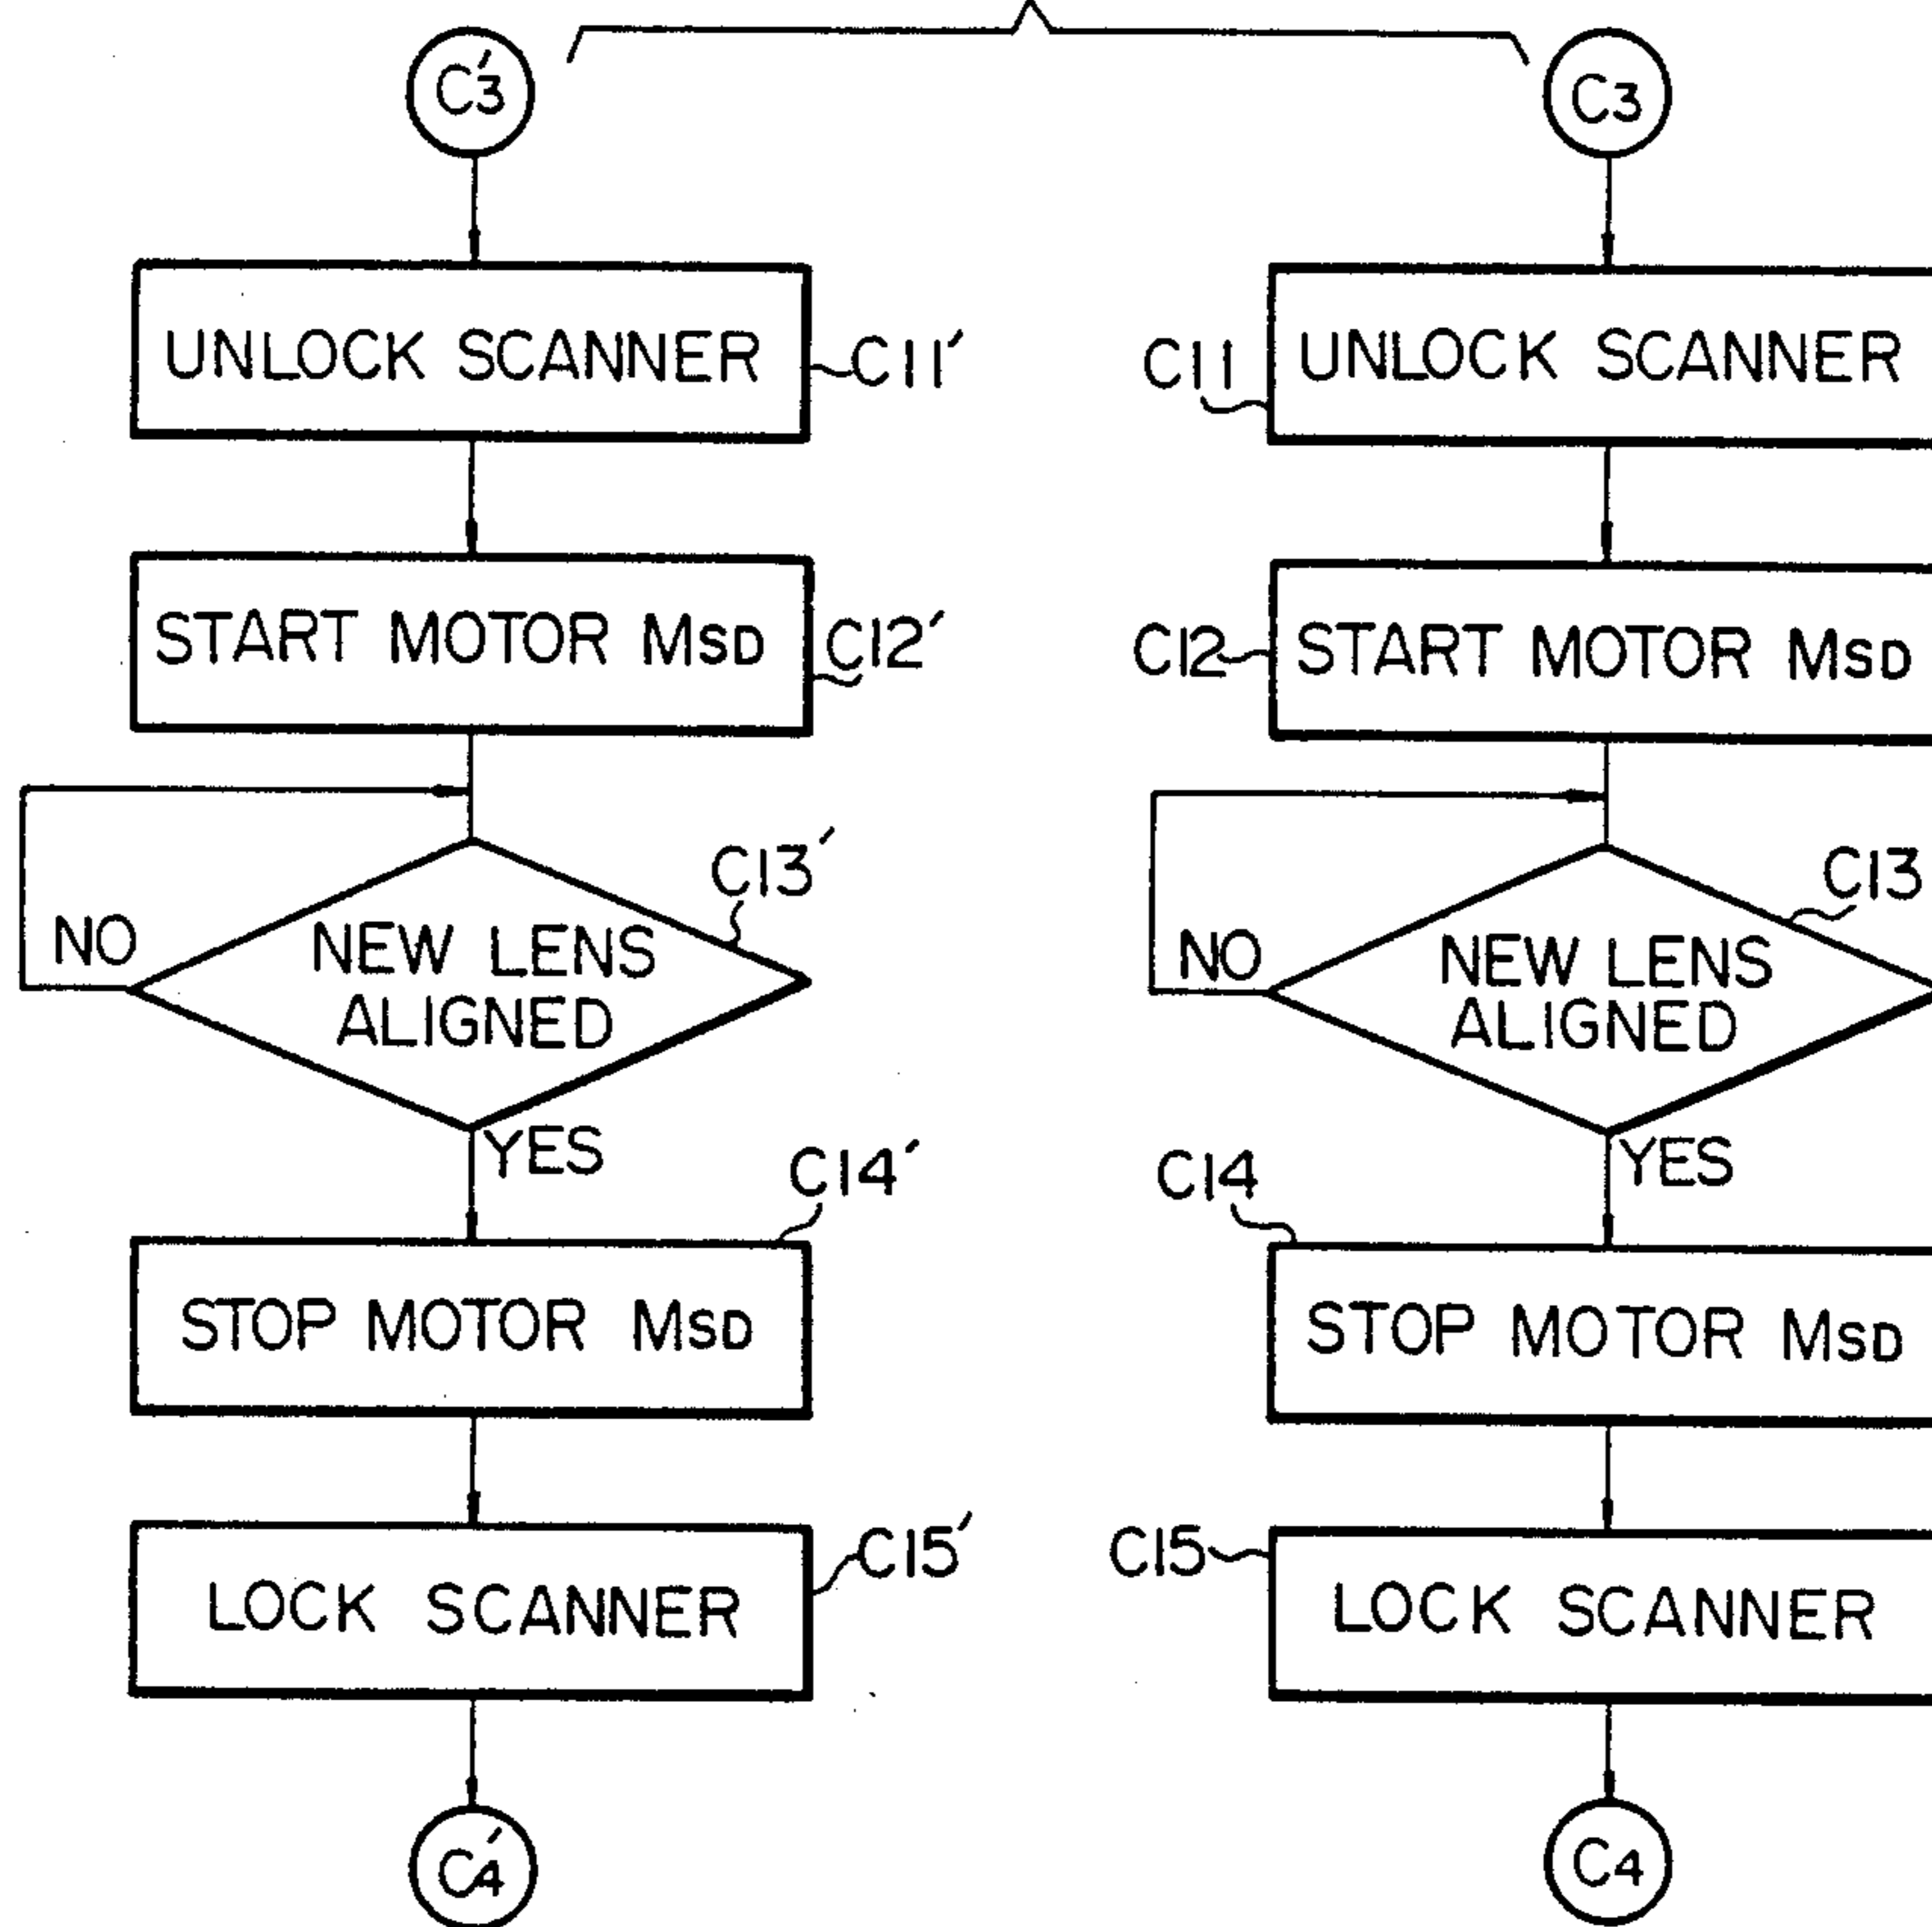 C'3
UNLOCK SCANNER
C11'
START MOTOR MSD
C12'
C13'
NO
NEW LENS
ALIGNED
YES
C14'
STOP MOTOR MSD
C15'
LOCK SCANNER
C'4
C3
C11
UNLOCK SCANNER
C12
START MOTOR MSD
C13
NO
NEW LENS
ALIGNED
YES
C14
STOP MOTOR MSD
C15
LOCK SCANNER
C4